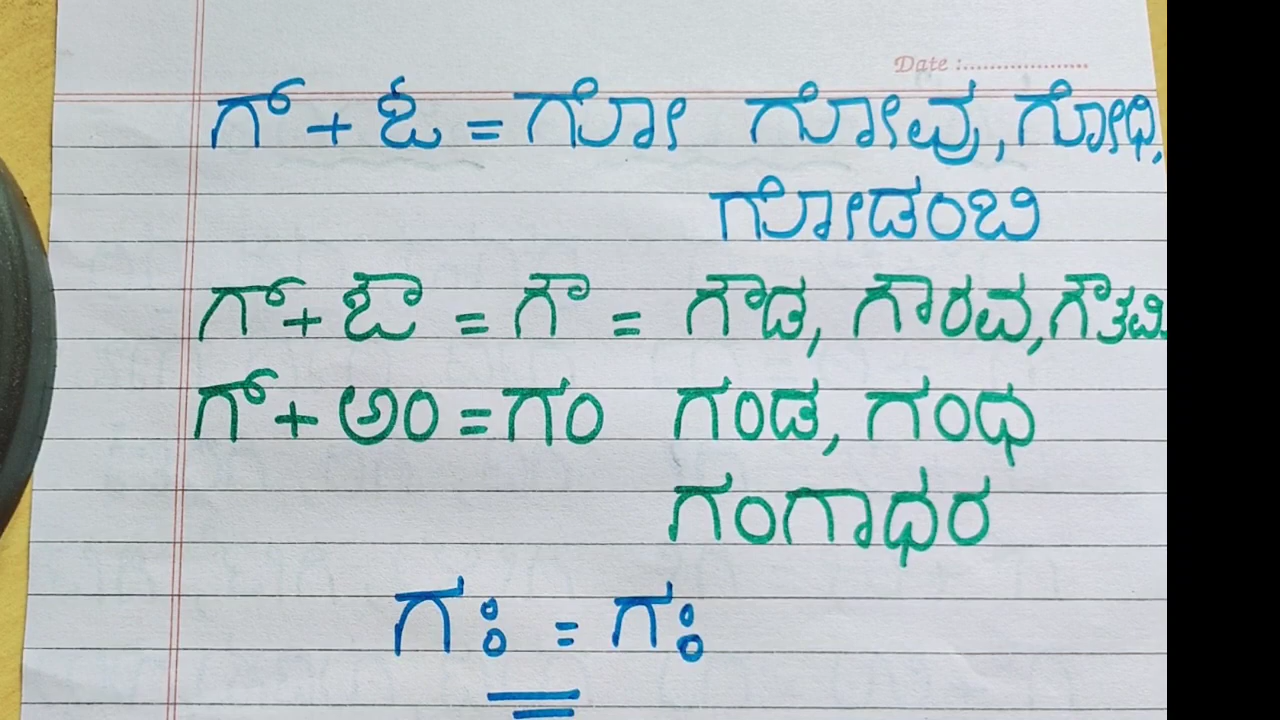 Date :...................
ಗ್ + ಓ = ಗೋ ಗೋವು, ಗೋಧಿ,
ಗೋಡಂಬಿ
ಗ್ + ಔ = ಗೌ = ಗೌಡ, ಗೌರವ, ಗೌತಮಿ
ಗ್ + ಅಂ = ಗಂ ಗಂಡ, ಗಂಧ
ಗಂಗಾಧರ
ಗಃ = ಗಃ